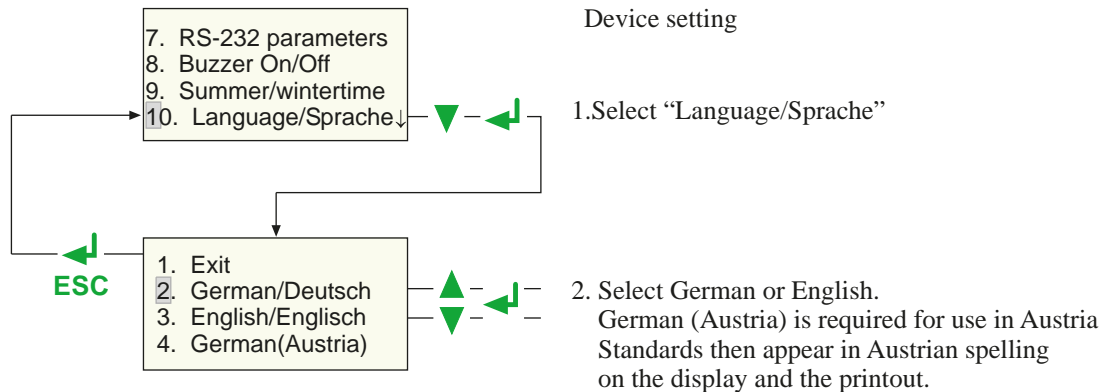 Device setting
7. RS-232 parameters
8. Buzzer On/Off
9. Summer/wintertime
10. Language/Sprache↓
1.Select “Language/Sprache”
ESC
1. Exit
2. German/Deutsch
3. English/Englisch
4. German(Austria)
2. Select German or English.
German (Austria) is required for use in Austria
Standards then appear in Austrian spelling
on the display and the printout.